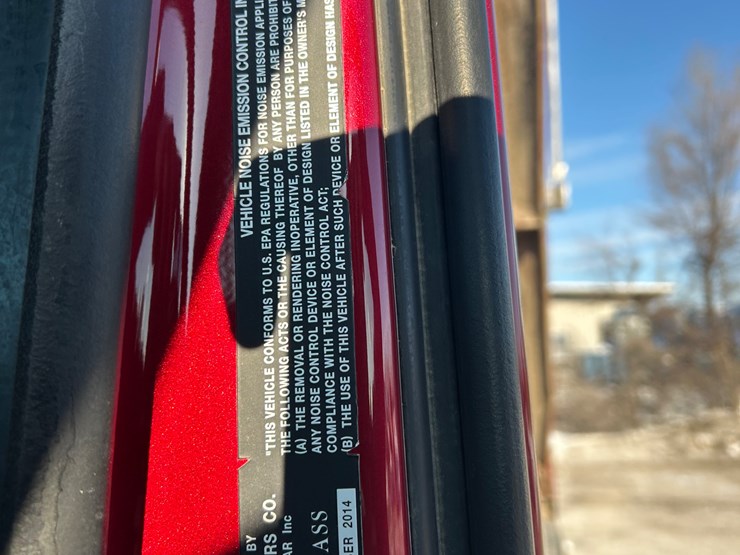 VEHICLE NOISE EMISSION CONTROL
"THIS VEHICLE CONFORMS TO U.S. EPA REGULATIONS FOR NOISE EMISSION
THE FOLLOWING ACTS OR THE CAUSING THEREOF BY ANY PERSON ARE
(A) THE REMOVAL OR RENDERING INOPERATIVE, OTHER THAN FOR PURPOSES OF
ANY NOISE CONTROL DEVICE OR ELEMENT OF DESIGN LISTED IN THE OWNER'S
COMPLIANCE WITH THE NOISE CONTROL ACT;
(B) THE USE OF THIS VEHICLE AFTER SUCH DEVICE OR ELEMENT OF DESIGN HAS
BY
RS CO.
AR Inc
ASS
ER 2014